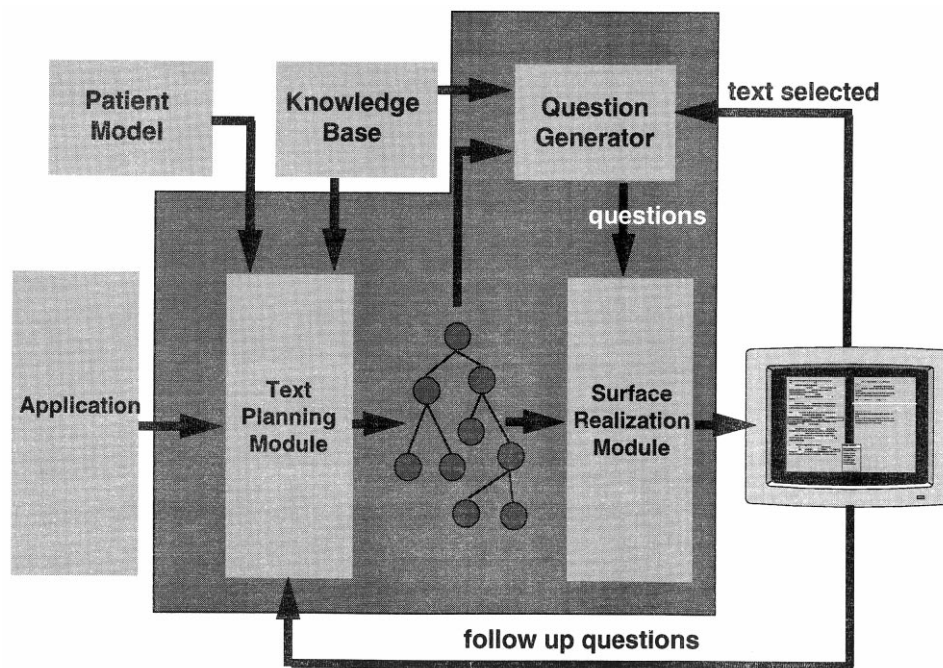 Patient
Model
Knowledge
Base
Question
Generator
text selected
questions
Application
Text
Planning
Module
Surface
Realization
Module
follow up questions